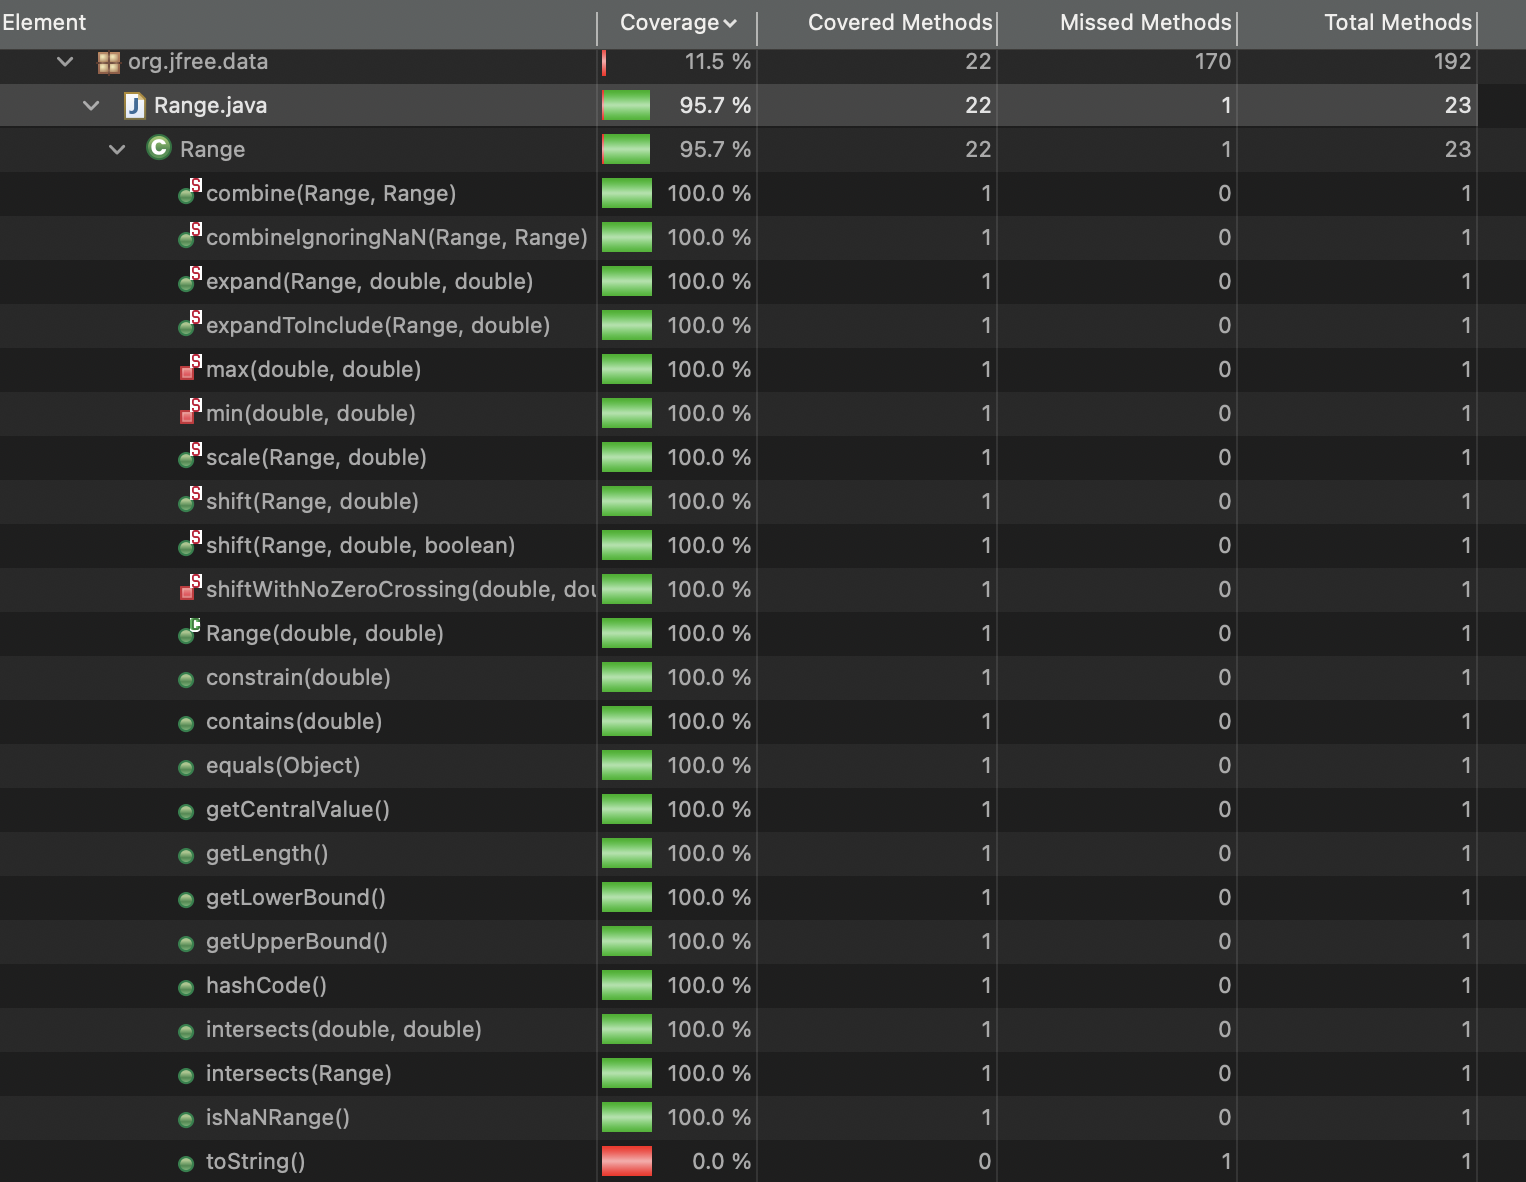 Element Coverage Covered Methods Missed Methods Total Methods
org.jfree.data 11.5 % 22 170 192
J Range.java 95.7 % 22 1 23
C Range 95.7 % 22 1 23
S combine(Range, Range) 100.0 % 1 0 1
S combineIgnoringNaN(Range, Range) 100.0 % 1 0 1
S expand(Range, double, double) 100.0 % 1 0 1
S expandToInclude(Range, double) 100.0 % 1 0 1
S max(double, double) 100.0 % 1 0 1
S min(double, double) 100.0 % 1 0 1
S scale(Range, double) 100.0 % 1 0 1
S shift(Range, double) 100.0 % 1 0 1
S shift(Range, double, boolean) 100.0 % 1 0 1
S shiftWithNoZeroCrossing(double, dou 100.0 % 1 0 1
C Range(double, double) 100.0 % 1 0 1
constrain(double) 100.0 % 1 0 1
contains(double) 100.0 % 1 0 1
equals(Object) 100.0 % 1 0 1
getCentralValue() 100.0 % 1 0 1
getLength() 100.0 % 1 0 1
getLowerBound() 100.0 % 1 0 1
getUpperBound() 100.0 % 1 0 1
hashCode() 100.0 % 1 0 1
intersects(double, double) 100.0 % 1 0 1
intersects(Range) 100.0 % 1 0 1
isNaNRange() 100.0 % 1 0 1
toString() 0.0 % 0 1 1